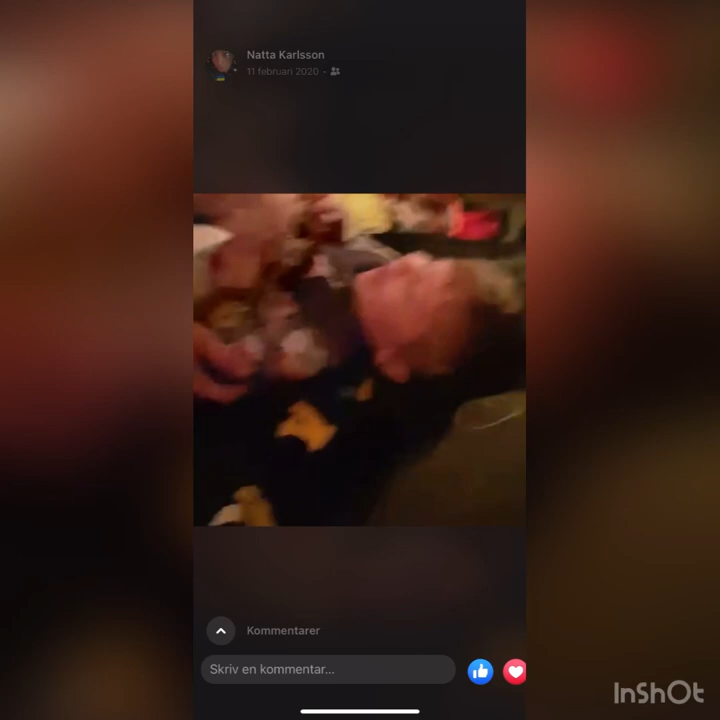 Natta Karlsson
11 februari 2020 -
Kommentarer
Skriv en kommentar...
InShOt